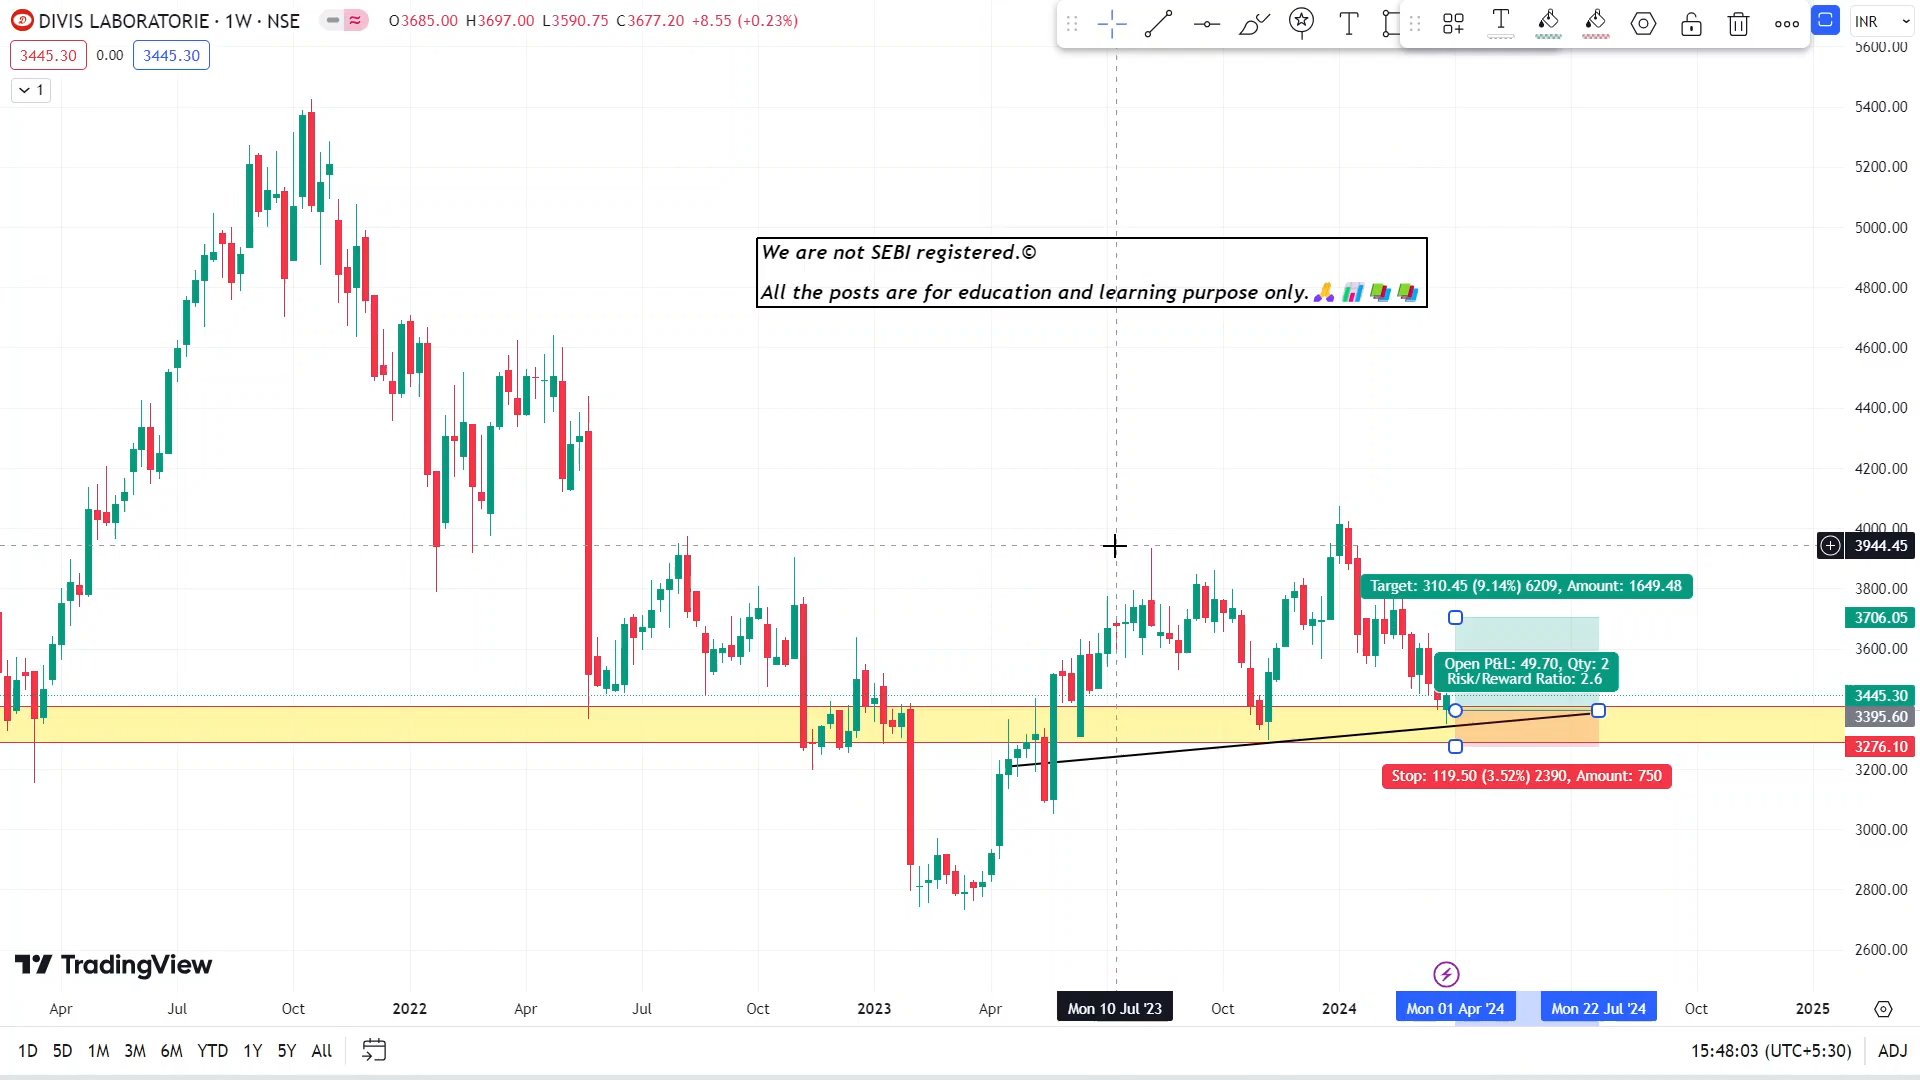 DIVIS LABORATORIE · 1W · NSE O3685.00 H3697.00 L3590.75 C3677.20 +8.55 (+0.23%)
INR
3445.30 0.00 3445.30
1
5600.00
5400.00
5200.00
5000.00
We are not SEBI registered.©
All the posts are for education and learning purpose only.🙏 📊 📚 📚
4800.00
4600.00
4400.00
4200.00
4000.00
3944.45
Target: 310.45 (9.14%) 6209, Amount: 1649.48
3800.00
3706.05
3600.00
Open P&L: 49.70, Qty: 2
Risk/Reward Ratio: 2.6
3445.30
3395.60
3276.10
3200.00
Stop: 119.50 (3.52%) 2390, Amount: 750
3000.00
2800.00
2600.00
TradingView
Apr Jul Oct 2022 Apr Jul Oct 2023 Apr Mon 10 Jul '23 Oct 2024 Mon 01 Apr '24 Mon 22 Jul '24 Oct 2025
1D 5D 1M 3M 6M YTD 1Y 5Y All 15:48:03 (UTC+5:30) ADJ